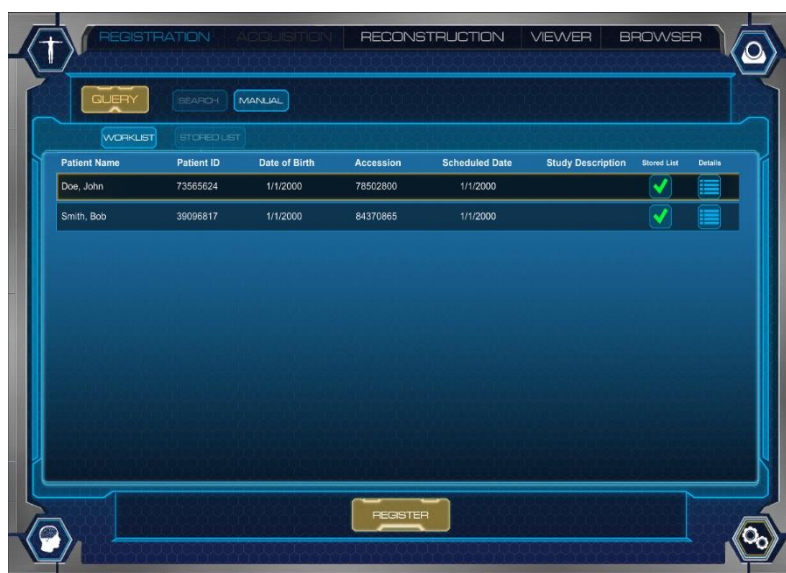 REGISTRATION ACQUISITION RECONSTRUCTION VIEWER BROWSER
QUERY SEARCH MANUAL
WORKLIST STORED LIST
Patient Name Patient ID Date of Birth Accession Scheduled Date Study Description Stored List Details
Doe, John 73565624 1/1/2000 78502800 1/1/2000
Smith, Bob 39096817 1/1/2000 84370865 1/1/2000
REGISTER